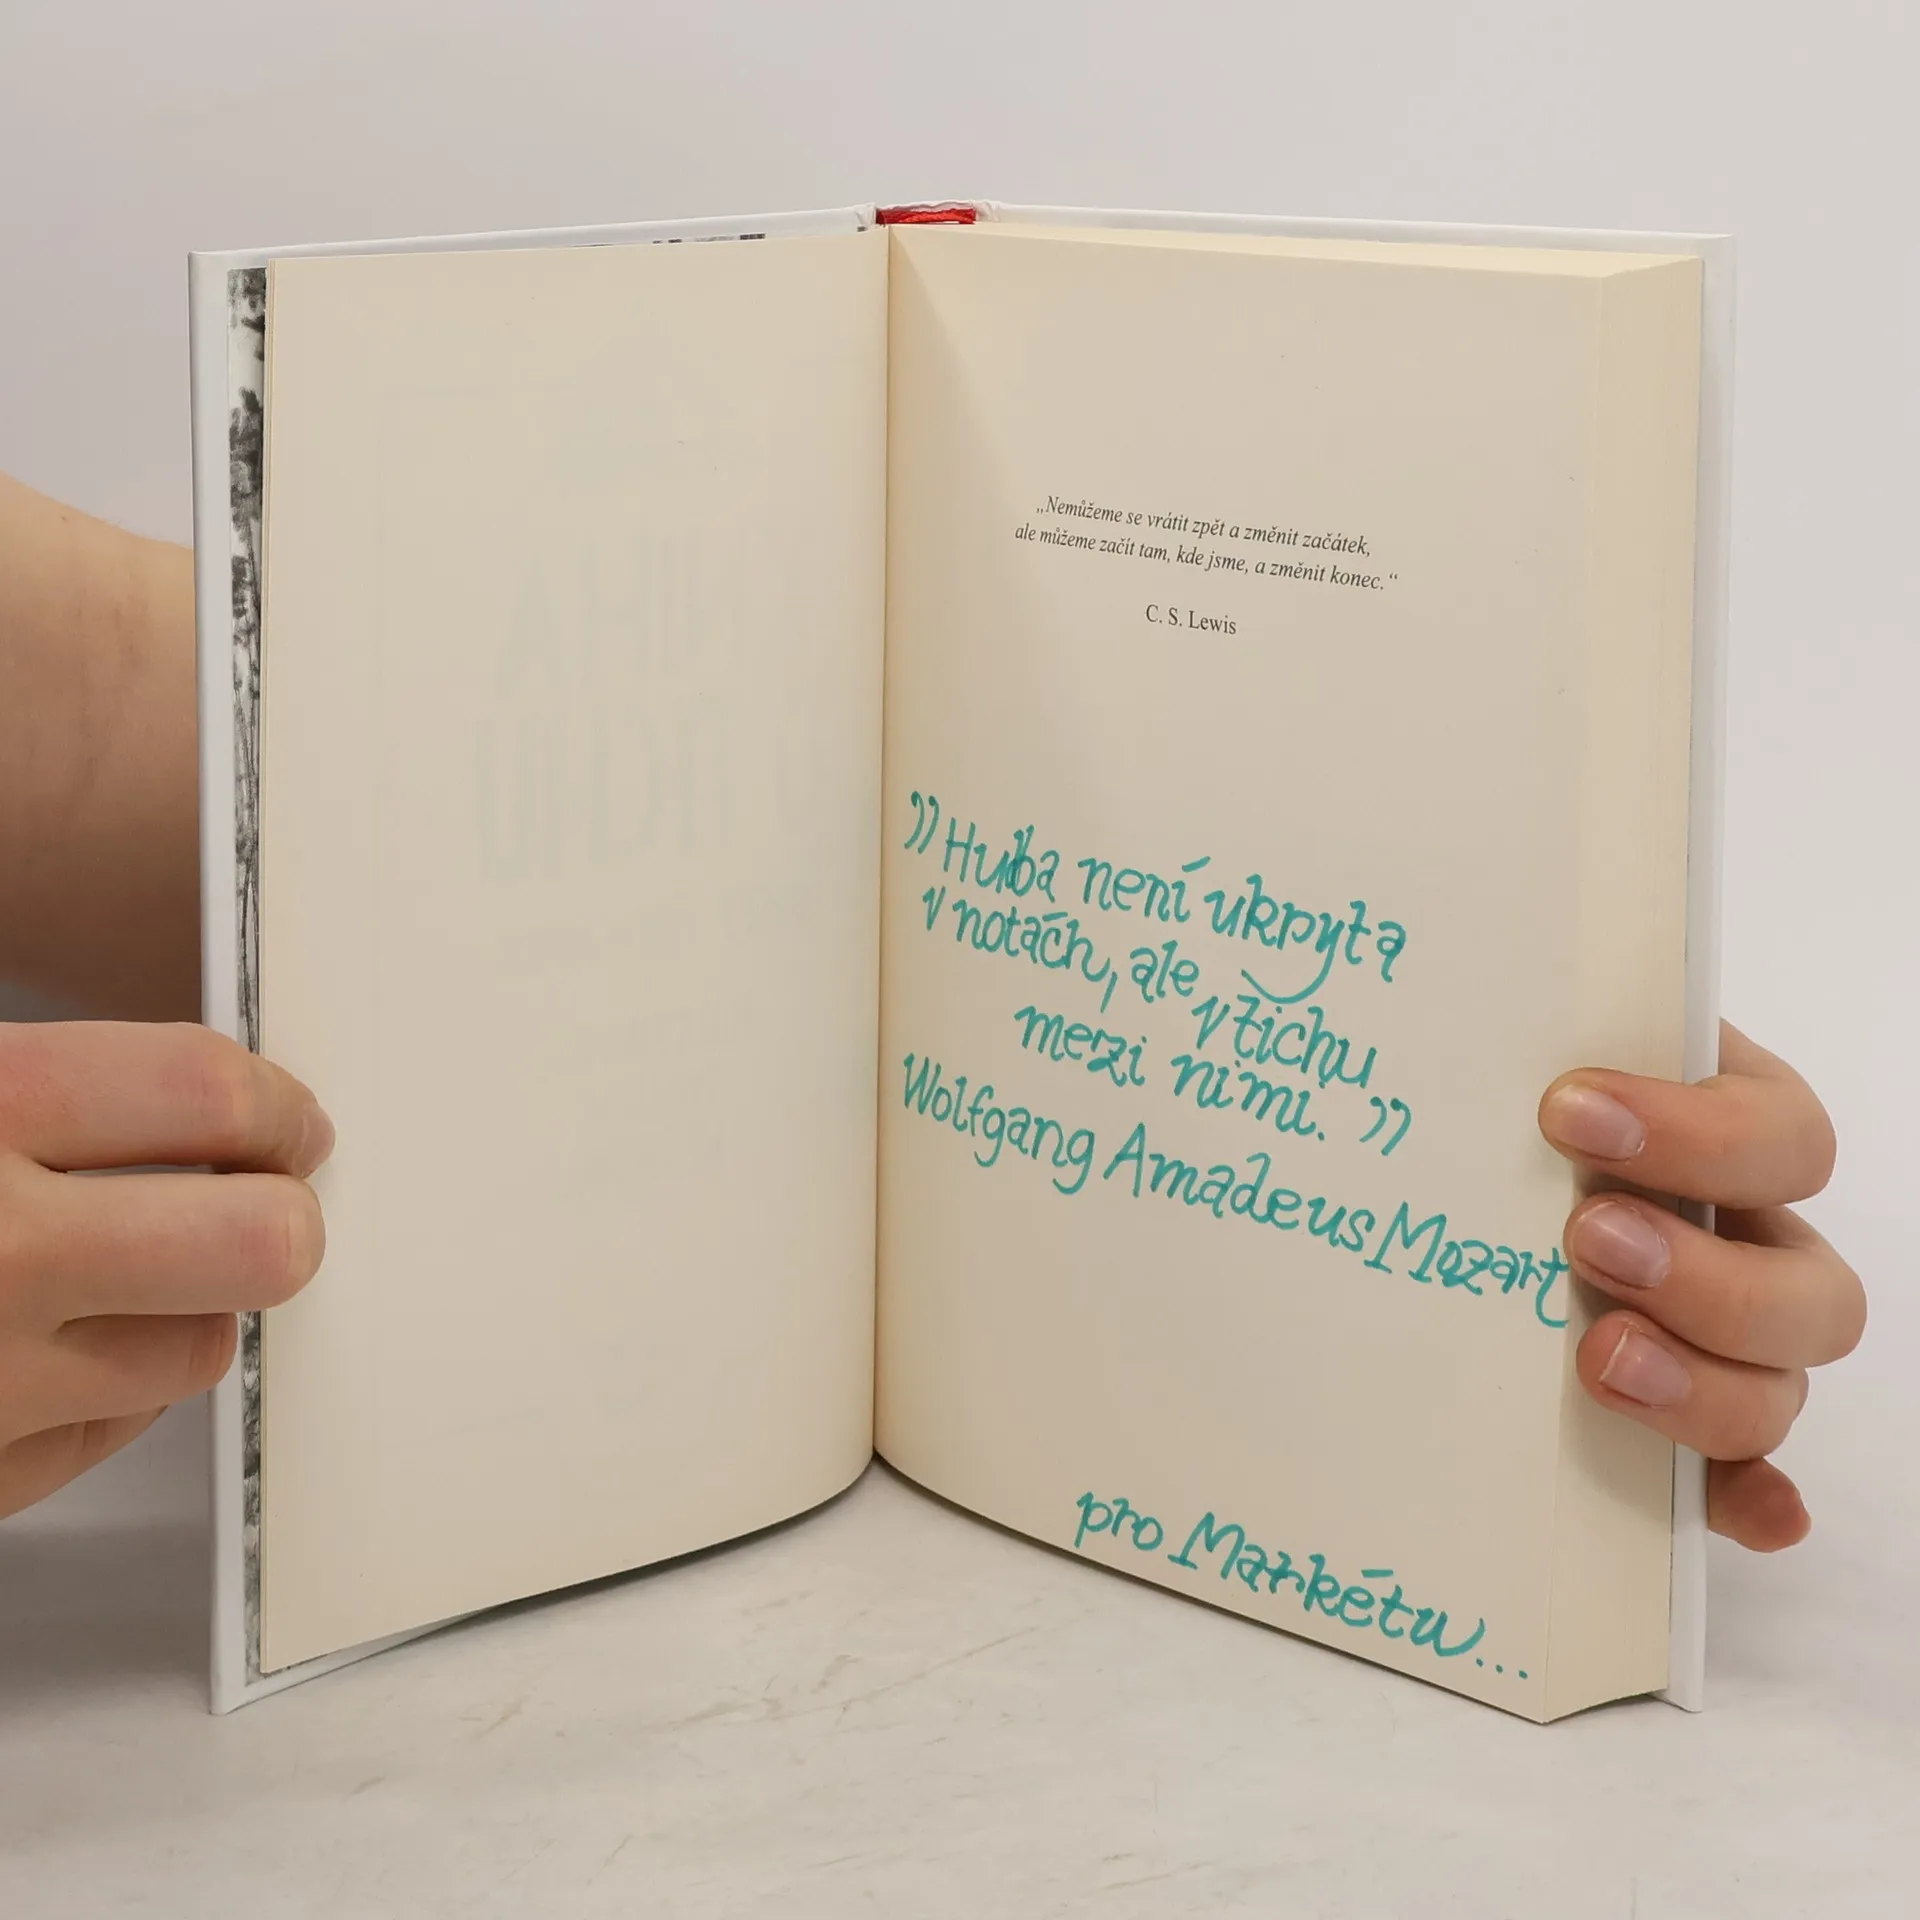 „Nemůžeme se vrátit zpět a změnit začátek,
ale můžeme začít tam, kde jsme, a změnit konec.“
C. S. Lewis
”Hudba není ukryta
v notách, ale v tichu
mezi nimi.”
Wolfgang Amadeus Mozart
pro Markétu...